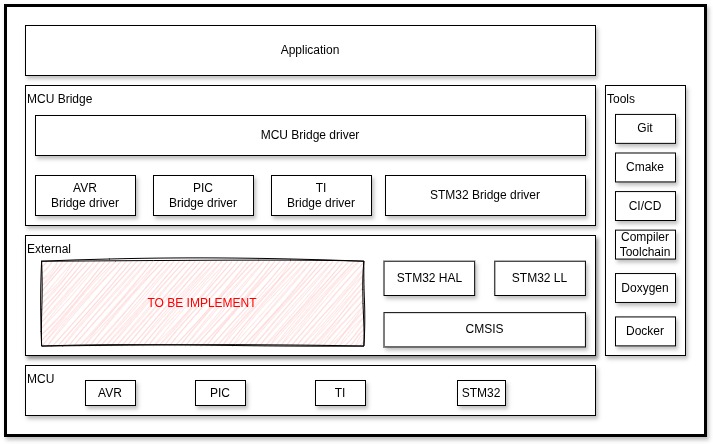 Application
MCU Bridge
MCU Bridge driver
AVR
Bridge driver
PIC
Bridge driver
TI
Bridge driver
STM32 Bridge driver
External
TO BE IMPLEMENT
STM32 HAL
STM32 LL
CMSIS
MCU
AVR
PIC
TI
STM32
Tools
Git
Cmake
CI/CD
Compiler
Toolchain
Doxygen
Docker